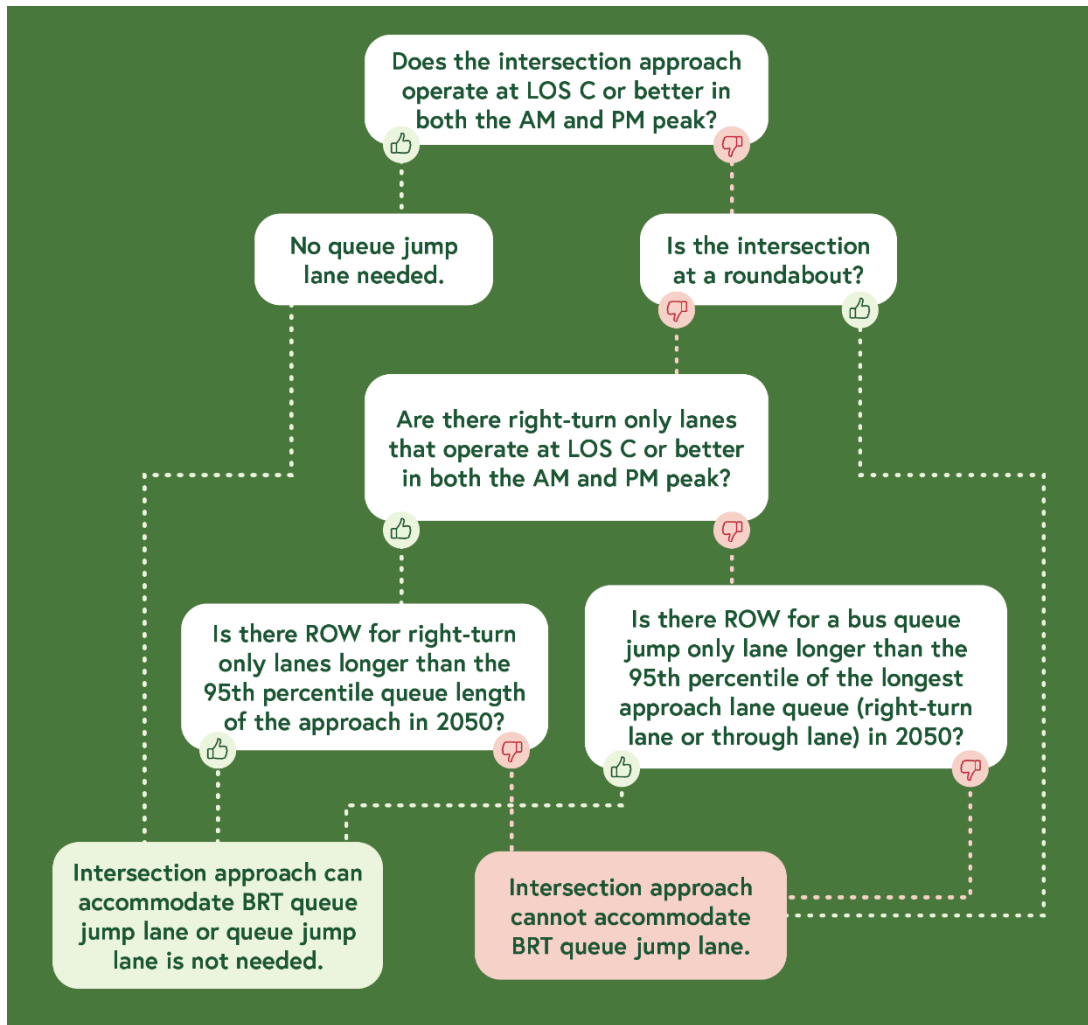 Does the intersection approach
operate at LOS C or better in
both the AM and PM peak?
No queue jump
lane needed.
Is the intersection
at a roundabout?
Are there right-turn only lanes
that operate at LOS C or better
in both the AM and PM peak?
Is there ROW for right-turn
only lanes longer than the
95th percentile queue length
of the approach in 2050?
Is there ROW for a bus queue
jump only lane longer than the
95th percentile of the longest
approach lane queue (right-turn
lane or through lane) in 2050?
Intersection approach can
accommodate BRT queue
jump lane or queue jump
lane is not needed.
Intersection approach
cannot accommodate
BRT queue jump lane.